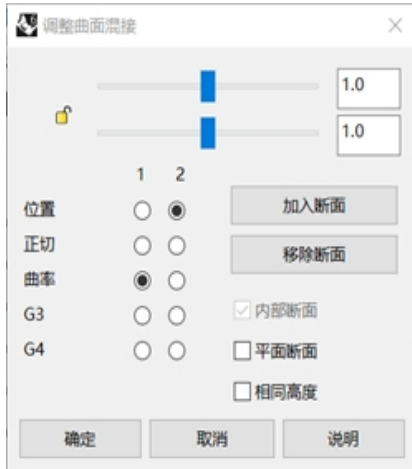 调整曲面混接
1.0
1.0
1 2
位置
加入断面
正切
移除断面
曲率
G3
内部断面
G4
平面断面
相同高度
确定 取消 说明